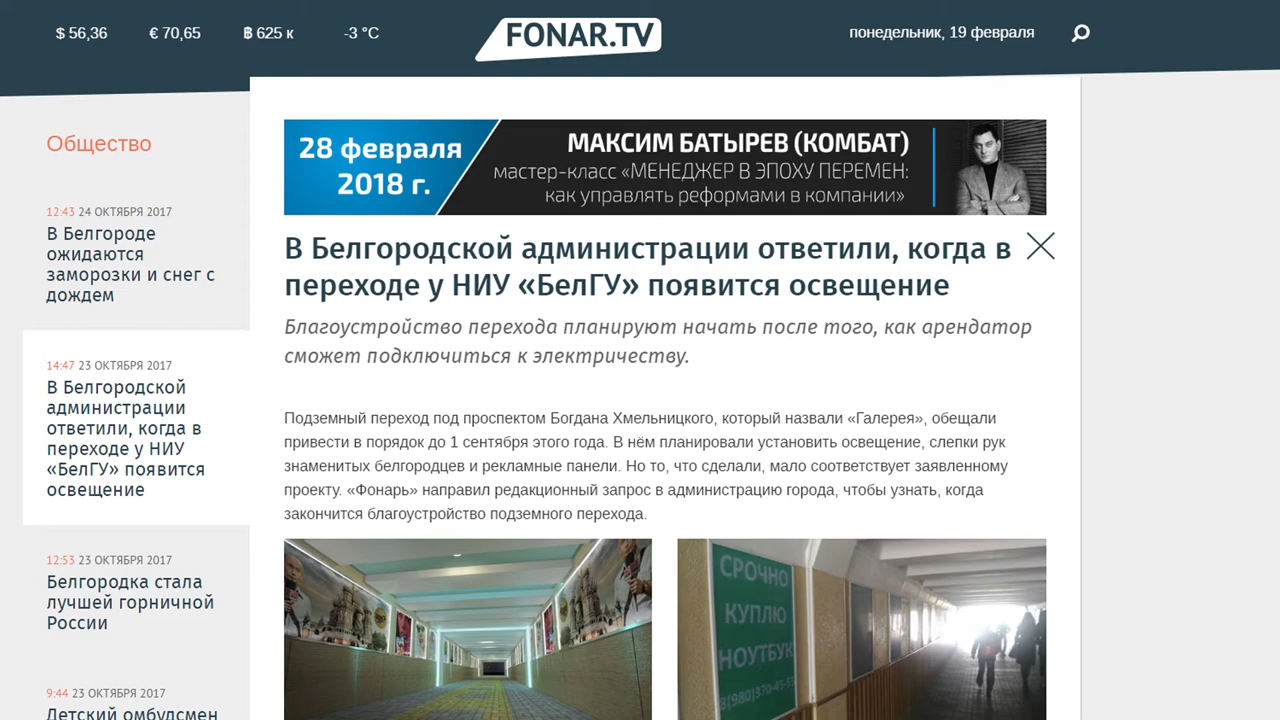 $ 56,36
€ 70,65
฿ 625 к
-3 °C
FONAR.TV
понедельник, 19 февраля
Общество
12:43 24 ОКТЯБРЯ 2017
В Белгороде
ожидаются
заморозки и снег с
дождем
14:47 23 ОКТЯБРЯ 2017
В Белгородской
администрации
ответили, когда в
переходе у НИУ
«БелГУ» появится
освещение
12:53 23 ОКТЯБРЯ 2017
Белгородка стала
лучшей горничной
России
9:44 23 ОКТЯБРЯ 2017
Детский омбудсмен
28 февраля
2018 г.
МАКСИМ БАТЫРЕВ (КОМБАТ)
мастер-класс «МЕНЕДЖЕР В ЭПОХУ ПЕРЕМЕН:
как управлять реформами в компании»
В Белгородской администрации ответили, когда в
переходе у НИУ «БелГУ» появится освещение
Благоустройство перехода планируют начать после того, как арендатор
сможет подключиться к электричеству.
Подземный переход под проспектом Богдана Хмельницкого, который назвали «Галерея», обещали
привести в порядок до 1 сентября этого года. В нём планировали установить освещение, слепки рук
знаменитых белгородцев и рекламные панели. Но то, что сделали, мало соответствует заявленному
проекту. «Фонарь» направил редакционный запрос в администрацию города, чтобы узнать, когда
закончится благоустройство подземного перехода.
СРОЧНО
КУПЛЮ
НОУТБУК
8(980)370-45-55